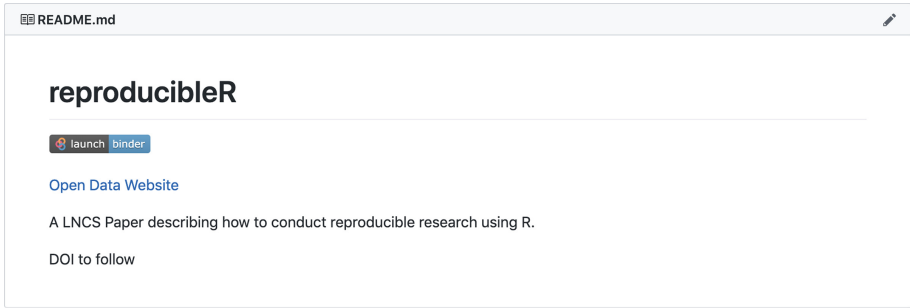 README.md
reproducibleR
launch binder
Open Data Website
A LNCS Paper describing how to conduct reproducible research using R.
DOI to follow